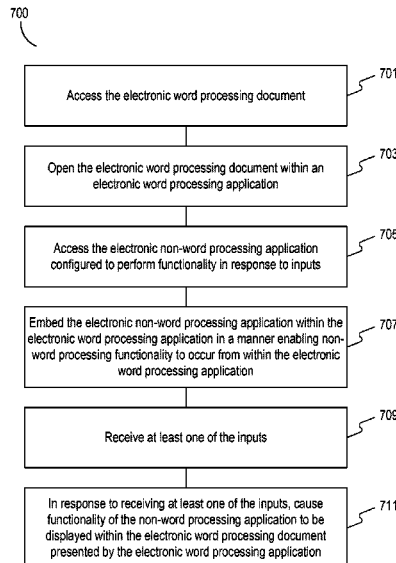 700
Access the electronic word processing document
701
Open the electronic word processing document within an
electronic word processing application
703
Access the electronic non-word processing application
configured to perform functionality in response to inputs
705
Embed the electronic non-word processing application within the
electronic word processing application in a manner enabling non-
word processing functionality to occur from within the electronic
word processing application
707
Receive at least one of the inputs
709
In response to receiving at least one of the inputs, cause
functionality of the non-word processing application to be
displayed within the electronic word processing document
presented by the electronic word processing application
711